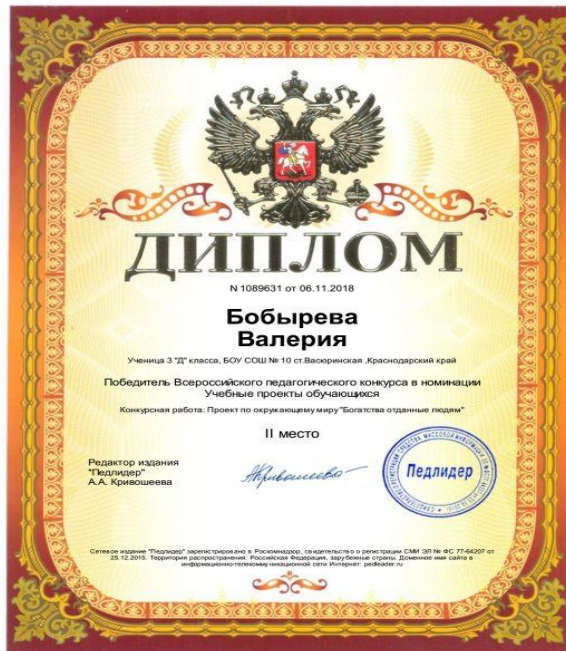 ДИПЛОМ
N 1089631 от 06.11.2018
Бобырева
Валерия
Ученица 3 "Д" класса, БОУ СОШ № 10 ст.Васюринская ,Краснодарский край
Победитель Всероссийского педагогического конкурса в номинации
Учебные проекты обучающихся
Конкурсная работа: Проект по окружающему миру "Богатства отданные людям"
II место
Редактор издания
"Педлидер"
А.А. Кривошеева
Педлидер
Сетевое издание "Педлидер" зарегистрировано в Роскомнадзор, свидетельство о регистрации СМИ ЭЛ № ФС 77-64207 от
25.12.2015. Территория распространения: Российская Федерация, зарубежные страны. Доменное имя сайта в
информационно-телекоммуникационной сети Интернет: pedleader.ru